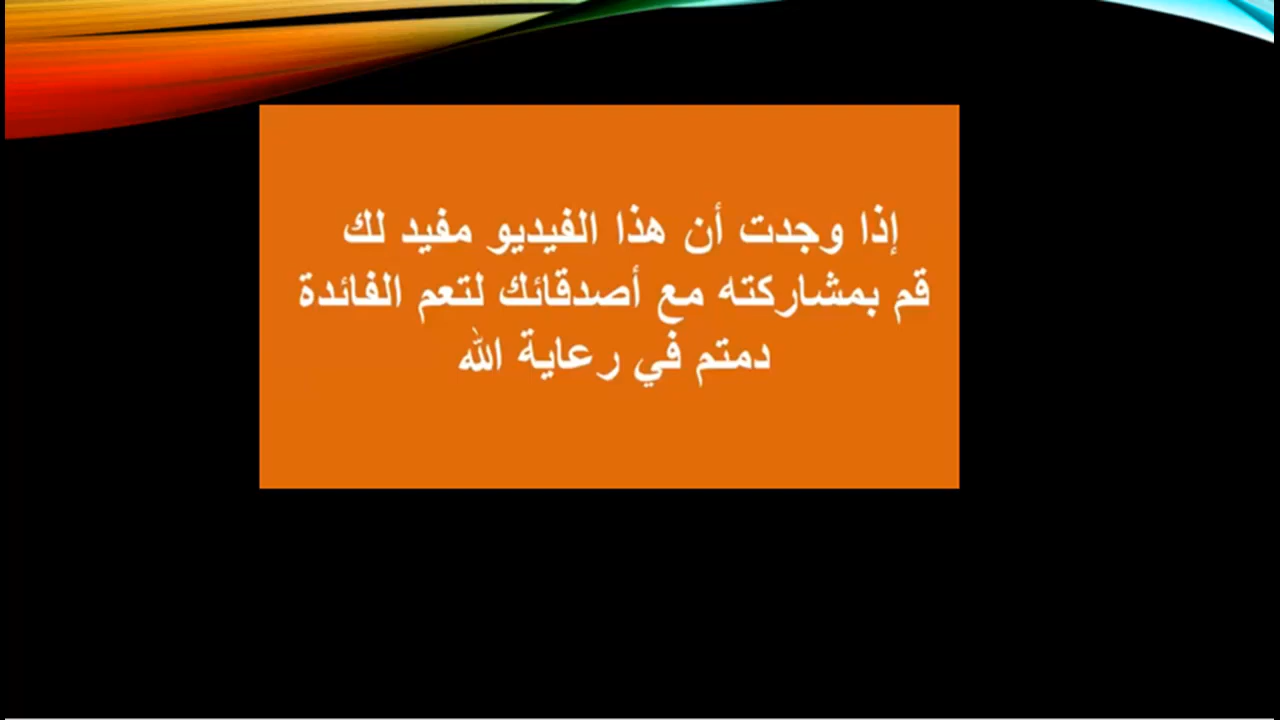 إذا وجدت أن هذا الفيديو مفيد لك
قم بمشاركته مع أصدقائك لتعم الفائدة
دمتم في رعاية الله